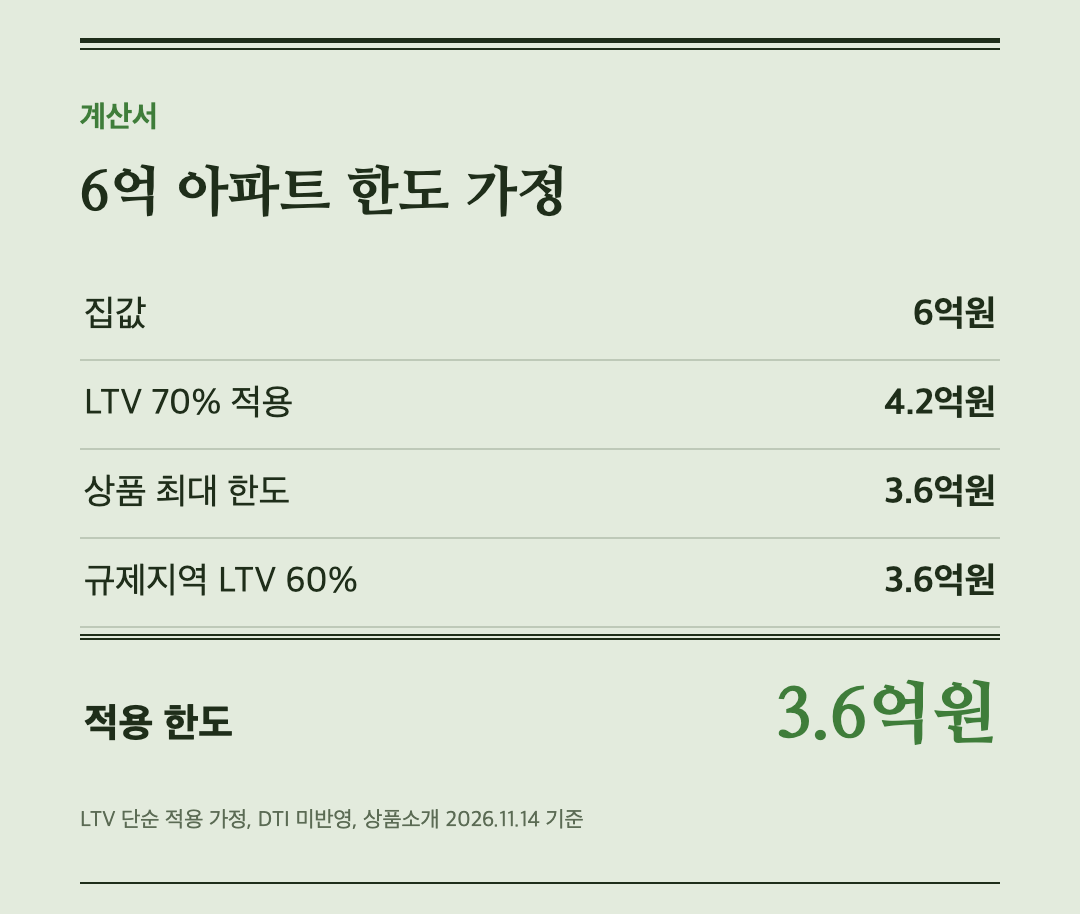 계산서
6억 아파트 한도 가정
집값 6억원
LTV 70% 적용 4.2억원
상품 최대 한도 3.6억원
규제지역 LTV 60% 3.6억원
적용 한도 3.6억원
LTV 단순 적용 가정, DTI 미반영, 상품소개 2026.11.14 기준